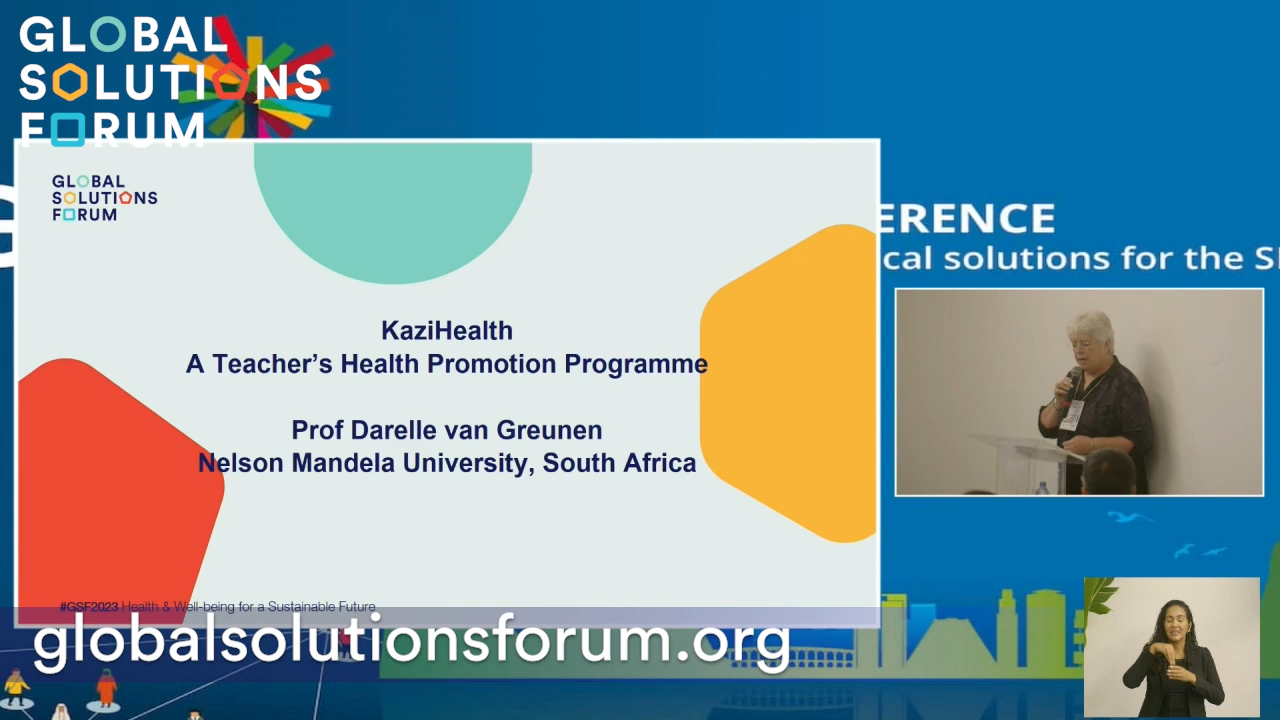 GLOBAL
SOLUTIONS
FORUM
GLOBAL
SOLUTIONS
FORUM
KaziHealth
A Teacher's Health Promotion Programme
Prof Darelle van Greunen
Nelson Mandela University, South Africa
#GSF2023 Health & Well-being for a Sustainable Future
ERENCE
cal solutions for the S
globalsolutionsforum.org